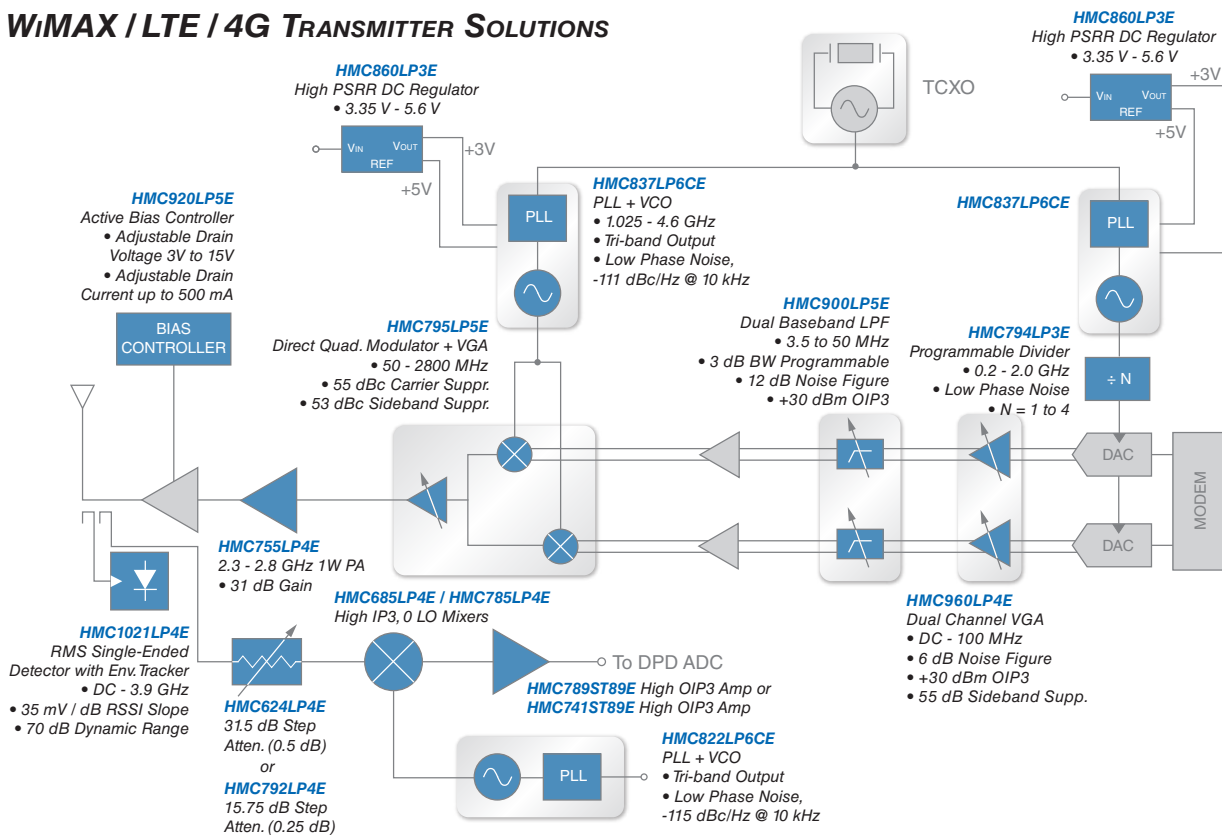 WiMAX / LTE / 4G Transmitter Solutions
HMC860LP3E
High PSRR DC Regulator
• 3.35 V - 5.6 V
VIN
VOUT
REF
+3V
+5V
TCXO
HMC860LP3E
High PSRR DC Regulator
• 3.35 V - 5.6 V
VIN
VOUT
REF
+3V
+5V
HMC920LP5E
Active Bias Controller
• Adjustable Drain
Voltage 3V to 15V
• Adjustable Drain
Current up to 500 mA
BIAS
CONTROLLER
PLL
HMC837LP6CE
PLL + VCO
• 1.025 - 4.6 GHz
• Tri-band Output
• Low Phase Noise,
-111 dBc/Hz @ 10 kHz
HMC837LP6CE
PLL
HMC795LP5E
Direct Quad. Modulator + VGA
• 50 - 2800 MHz
• 55 dBc Carrier Suppr.
• 53 dBc Sideband Suppr.
HMC900LP5E
Dual Baseband LPF
• 3.5 to 50 MHz
• 3 dB BW Programmable
• 12 dB Noise Figure
• +30 dBm OIP3
HMC794LP3E
Programmable Divider
• 0.2 - 2.0 GHz
• Low Phase Noise
• N = 1 to 4
÷ N
DAC
DAC
MODEM
HMC755LP4E
2.3 - 2.8 GHz 1W PA
• 31 dB Gain
HMC1021LP4E
RMS Single-Ended
Detector with Env. Tracker
• DC - 3.9 GHz
• 35 mV / dB RSSI Slope
• 70 dB Dynamic Range
HMC685LP4E / HMC785LP4E
High IP3, 0 LO Mixers
HMC624LP4E
31.5 dB Step
Atten. (0.5 dB)
or
HMC792LP4E
15.75 dB Step
Atten. (0.25 dB)
To DPD ADC
HMC789ST89E High OIP3 Amp or
HMC741ST89E High OIP3 Amp
PLL
HMC822LP6CE
PLL + VCO
• Tri-band Output
• Low Phase Noise,
-115 dBc/Hz @ 10 kHz
HMC960LP4E
Dual Channel VGA
• DC - 100 MHz
• 6 dB Noise Figure
• +30 dBm OIP3
• 55 dB Sideband Supp.